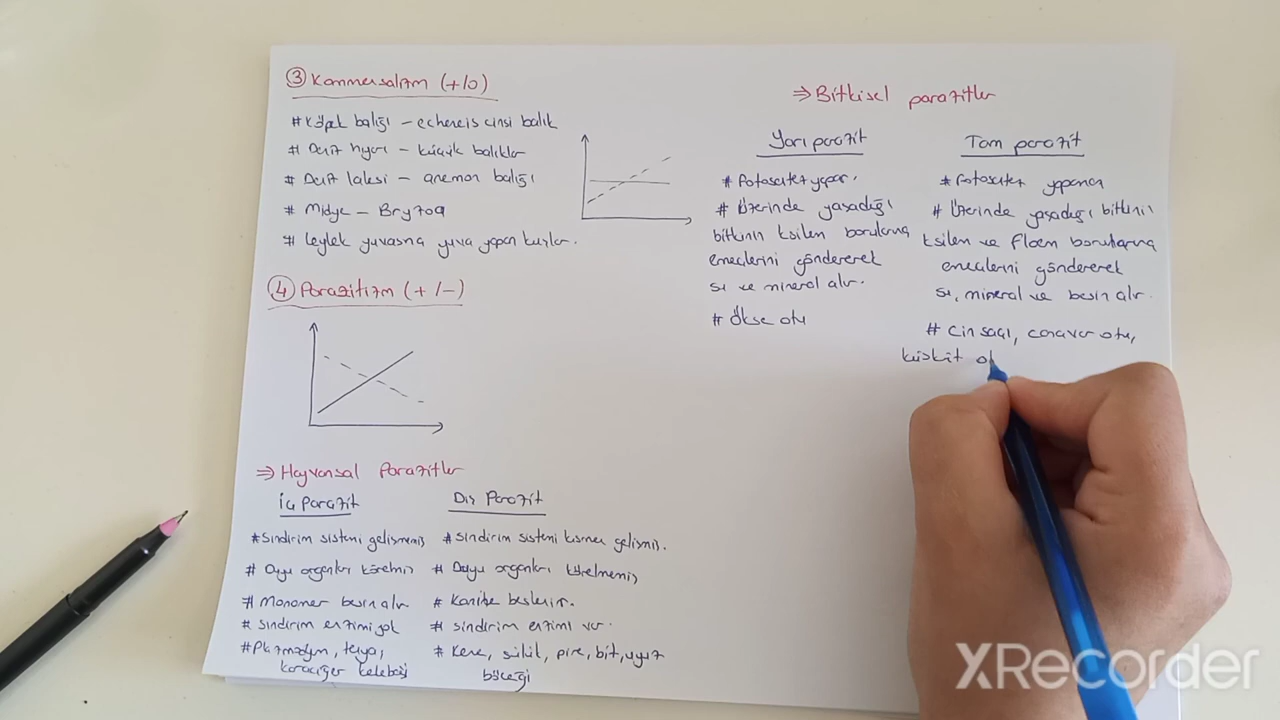 ③ Kommensalizm (+/0)
# Köpek balığı – echeneis cinsi balık
# Deniz hıyarı – küçük balıklar
# Deniz lalesi – anemon balığı
# Midye – Bryzoa
# Leylek yuvasına yuva yapan kuşlar.
④ Parazitizm (+/-)
⇒ Hayvansal Parazitler
İç Parazit
# Sindirim sistemi gelişmemiş
# Duyu organları körelmiş
# Monomer besin alır
# Sindirim enzimi yok
# Plazmodyum, tenya,
karaciğer kelebeği
Dış Parazit
# Sindirim sistemi kısmen gelişmiş.
# Duyu organları körelmemiş
# Kan ile beslenir.
# Sindirim enzimi var.
# Kene, sülük, pire, bit, uyuz
böceği
⇒ Bitkisel parazitler
Yarı parazit
# Fotosentez yapar.
# Üzerinde yaşadığı
bitkinin ksilem borularına
emeçlerini göndererek
su ve mineral alır.
# Ökse otu
Tam parazit
# Fotosentez yapamaz
# Üzerinde yaşadığı bitkinin
ksilem ve floem borularına
emeçlerini göndererek
su, mineral ve besin alır.
# Cin saçı, canavar otu,
küsküt ot
XRecorder